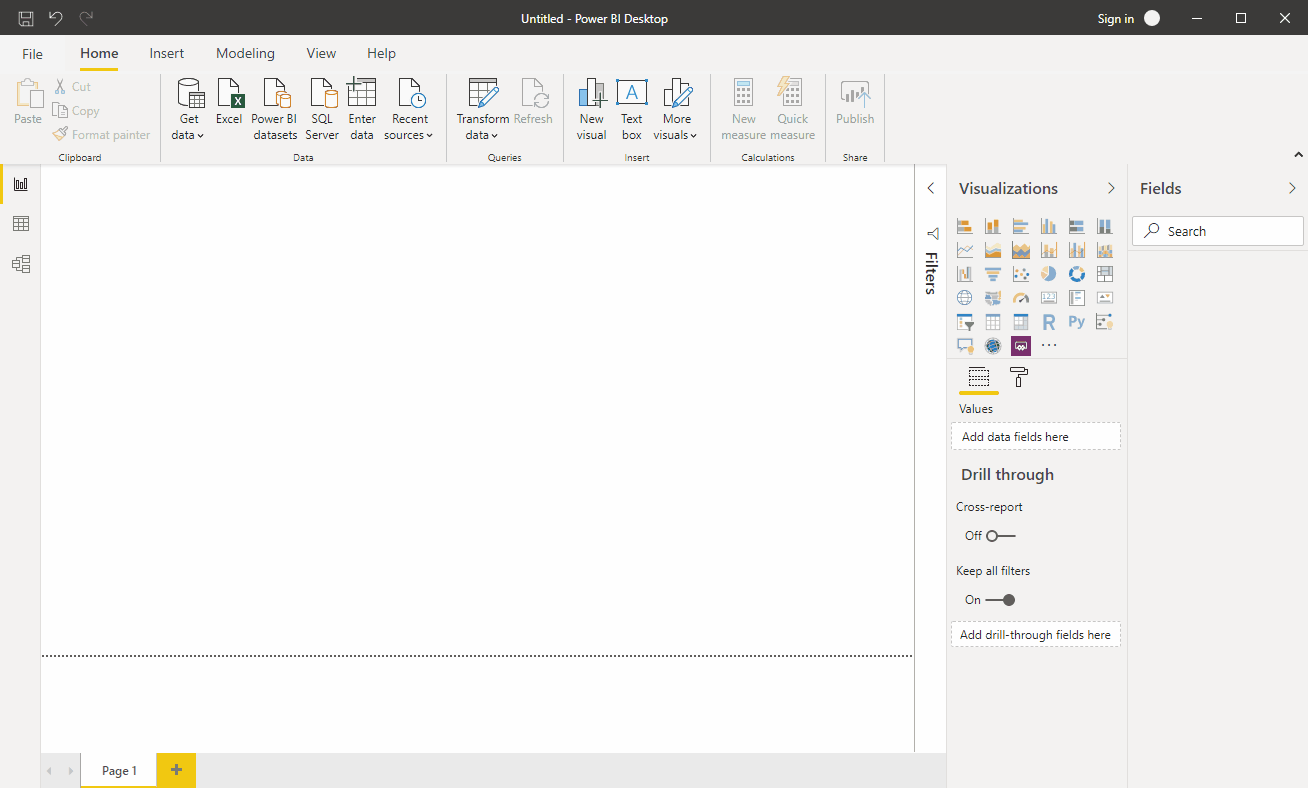 Untitled - Power BI Desktop
Sign in
File Home Insert Modeling View Help
Paste
Cut
Copy
Format painter
Clipboard
Get data
Excel
Power BI datasets
SQL Server
Enter data
Recent sources
Data
Transform data
Refresh
Queries
New visual
Text box
More visuals
Insert
New measure
Quick measure
Calculations
Publish
Share
Filters
Visualizations
123
R
Py
Values
Add data fields here
Drill through
Cross-report
Off
Keep all filters
On
Add drill-through fields here
Fields
Search
Page 1